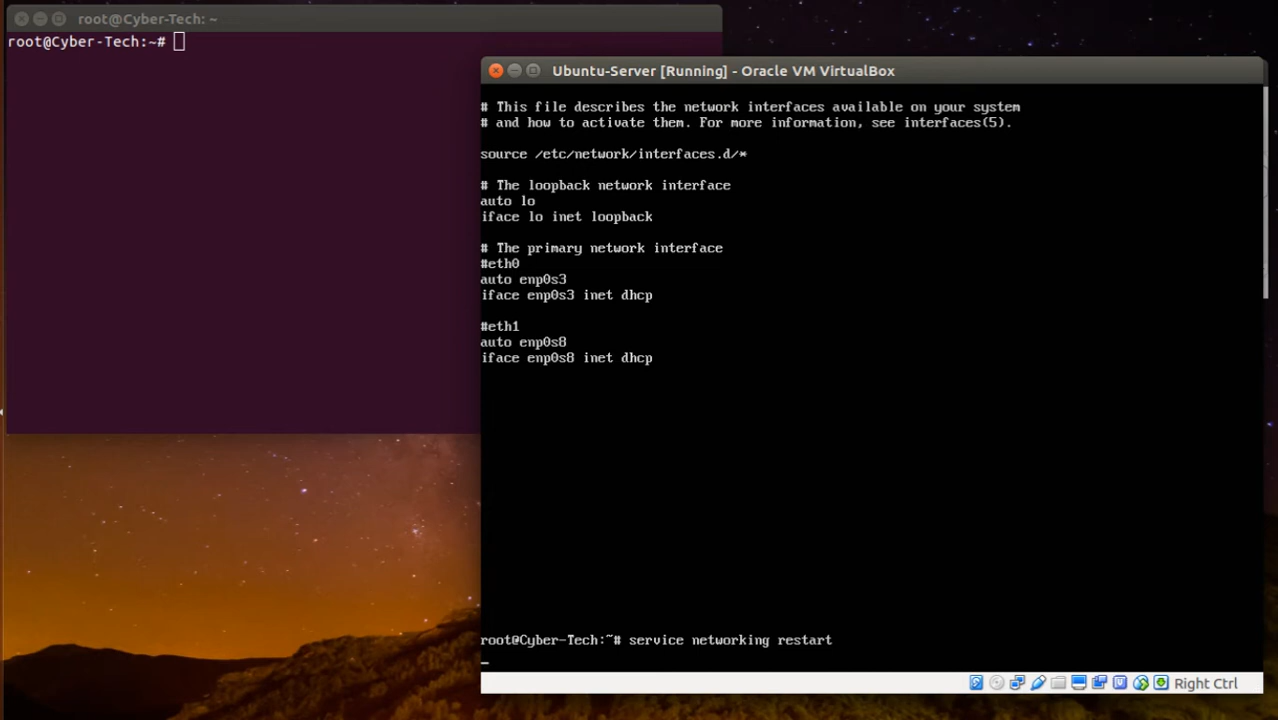 root@Cyber-Tech: ~
root@Cyber-Tech:~#
Ubuntu-Server [Running] - Oracle VM VirtualBox
# This file describes the network interfaces available on your system
# and how to activate them. For more information, see interfaces(5).
source /etc/network/interfaces.d/*
# The loopback network interface
auto lo
iface lo inet loopback
# The primary network interface
#eth0
auto enp0s3
iface enp0s3 inet dhcp
#eth1
auto enp0s8
iface enp0s8 inet dhcp
root@Cyber-Tech:~# service networking restart
Right Ctrl